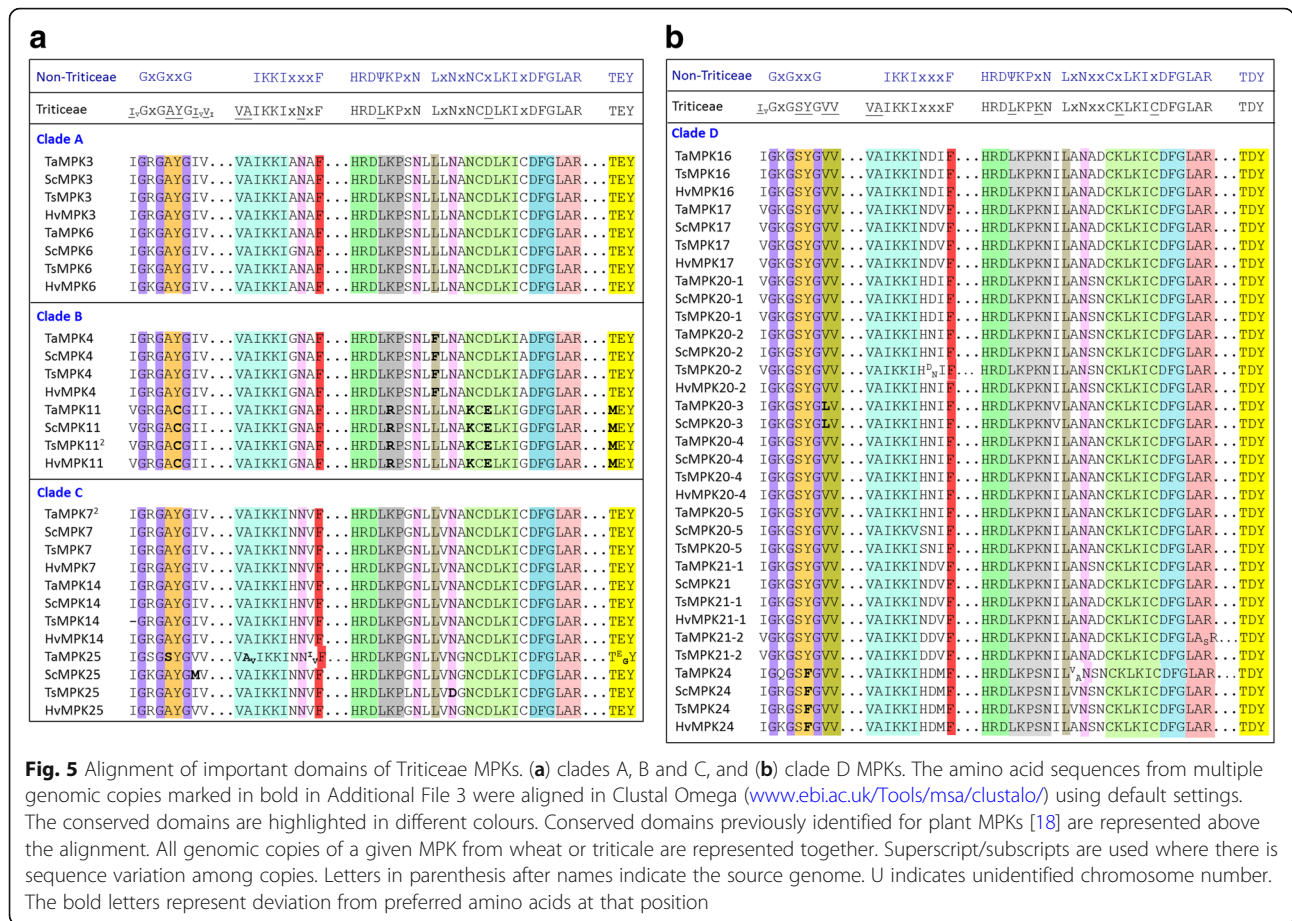 a
Non-Triticeae GxGxxG IKKIxxxF HRDΨKPxN LxNxNCxLKIxDFGLAR TEY
Triticeae IvGxGAYGIvVI VAIKKIxNxF HRDLKPxN LxNxNCDLKIxDFGLAR TEY
Clade A
TaMPK3 IGRGAYGIV...VAIKKIANAF...HRDLKPSNLLLNANCDLKICDFGLAR...TEY
ScMPK3 IGRGAYGIV...VAIKKIANAF...HRDLKPSNLLLNANCDLKICDFGLAR...TEY
TsMPK3 IGRGAYGIV...VAIKKIANAF...HRDLKPSNLLLNANCDLKICDFGLAR...TEY
HvMPK3 IGRGAYGIV...VAIKKIANAF...HRDLKPSNLLLNANCDLKICDFGLAR...TEY
TaMPK6 IGKGAYGIV...VAIKKIANAF...HRDLKPSNLLLNANCDLKICDFGLAR...TEY
ScMPK6 IGKGAYGIV...VAIKKIANAF...HRDLKPSNLLLNANCDLKICDFGLAR...TEY
TsMPK6 IGKGAYGIV...VAIKKIANAF...HRDLKPSNLLLNANCDLKICDFGLAR...TEY
HvMPK6 IGKGAYGIV...VAIKKIANAF...HRDLKPSNLLLNANCDLKICDFGLAR...TEY
Clade B
TaMPK4 IGRGAYGIV...VAIKKIGNAF...HRDLKPSNLFLNANCDLKIADFGLAR...TEY
ScMPK4 IGRGAYGIV...VAIKKIGNAF...HRDLKPSNLFLNANCDLKIADFGLAR...TEY
TsMPK4 IGRGAYGIV...VAIKKIGNAF...HRDLKPSNLFLNANCDLKIADFGLAR...TEY
HvMPK4 IGRGAYGIV...VAIKKIGNAF...HRDLKPSNLFLNANCDLKIADFGLAR...TEY
TaMPK11 VGRGACGII...VAIKKIGNAF...HRDLRPSNLLLNAKCELKIGDFGLAR...MEY
ScMPK11 VGRGACGII...VAIKKIGNAF...HRDLRPSNLLLNAKCELKIGDFGLAR...MEY
TsMPK11² VGRGACGII...VAIKKIGNAF...HRDLRPSNLLLNAKCELKIGDFGLAR...MEY
HvMPK11 VGRGACGII...VAIKKIGNAF...HRDLRPSNLLLNAKCELKIGDFGLAR...MEY
Clade C
TaMPK7² IGRGAYGIV...VAIKKINNVF...HRDLKPGNLLVNANCDLKICDFGLAR...TEY
ScMPK7 IGRGAYGIV...VAIKKINNVF...HRDLKPGNLLVNANCDLKICDFGLAR...TEY
TsMPK7 IGRGAYGIV...VAIKKINNVF...HRDLKPGNLLVNANCDLKICDFGLAR...TEY
HvMPK7 IGRGAYGIV...VAIKKINNVF...HRDLKPGNLLVNANCDLKICDFGLAR...TEY
TaMPK14 IGRGAYGIV...VAIKKIHNVF...HRDLKPGNLLVNANCDLKICDFGLAR...TEY
ScMPK14 IGRGAYGIV...VAIKKIHNVF...HRDLKPGNLLVNANCDLKICDFGLAR...TEY
TsMPK14 -GRGAYGIV...VAIKKIHNVF...HRDLKPGNLLVNANCDLKICDFGLAR...TEY
HvMPK14 IGRGAYGIV...VAIKKIHNVF...HRDLKPGNLLVNANCDLKICDFGLAR...TEY
TaMPK25 IGSGSYGVV...VAvIKKINNIvF...HRDLKPGNLLVNGNCDLKICDFGLAR...TEGY
ScMPK25 IGKGAYGMV...VAIKKINNVF...HRDLKPGNLLVNGNCDLKICDFGLAR...TEY
TsMPK25 IGKGAYGVV...VAIKKINNVF...HRDLKPGNLLVDGNCDLKICDFGLAR...TEY
HvMPK25 IGRGAYGVV...VAIKKINNVF...HRDLKPGNLLVNGNCDLKICDFGLAR...TEY
b
Non-Triticeae GxGxxG IKKIxxxF HRDΨKPxN LxNxxCxLKIxDFGLAR TDY
Triticeae IvGxGSYGVV VAIKKIxxxF HRDLKPKN LxNxxCKLKICDFGLAR TDY
Clade D
TaMPK16 IGKGSYGVV...VAIKKINDIF...HRDLKPKNILANADCKLKICDFGLAR...TDY
TsMPK16 IGKGSYGVV...VAIKKINDIF...HRDLKPKNILANADCKLKICDFGLAR...TDY
HvMPK16 IGKGSYGVV...VAIKKINDIF...HRDLKPKNILANADCKLKICDFGLAR...TDY
TaMPK17 VGKGSYGVV...VAIKKINDVF...HRDLKPKNILANADCKLKICDFGLAR...TDY
ScMPK17 VGKGSYGVV...VAIKKINDVF...HRDLKPKNILANADCKLKICDFGLAR...TDY
TsMPK17 VGKGSYGVV...VAIKKINDVF...HRDLKPKNILANADCKLKICDFGLAR...TDY
HvMPK17 VGKGSYGVV...VAIKKINDVF...HRDLKPKNILANADCKLKICDFGLAR...TDY
TaMPK20-1 VGKGSYGVV...VAIKKIHDIF...HRDLKPKNILANSNCKLKICDFGLAR...TDY
ScMPK20-1 VGKGSYGVV...VAIKKIHDIF...HRDLKPKNILANSNCKLKICDFGLAR...TDY
TsMPK20-1 VGKGSYGVV...VAIKKIHDIF...HRDLKPKNILANSNCKLKICDFGLAR...TDY
TaMPK20-2 IGKGSYGVV...VAIKKIHNIF...HRDLKPKNILANSNCKLKICDFGLAR...TDY
ScMPK20-2 IGKGSYGVV...VAIKKIHNIF...HRDLKPKNILANSNCKLKICDFGLAR...TDY
TsMPK20-2 IGKGSYGVV...VAIKKIHDNIF...HRDLKPKNILANSNCKLKICDFGLAR...TDY
HvMPK20-2 IGKGSYGVV...VAIKKIHNIF...HRDLKPKNILANSNCKLKICDFGLAR...TDY
TaMPK20-3 IGKGSYGLV...VAIKKIHNIF...HRDLKPKNVLANSNCKLKICDFGLAR...TDY
ScMPK20-3 IGKGSYGLV...VAIKKIHNIF...HRDLKPKNVLANSNCKLKICDFGLAR...TDY
TaMPK20-4 IGKGSYGVV...VAIKKIHNIF...HRDLKPKNILANSNCKLKICDFGLAR...TDY
ScMPK20-4 IGKGSYGVV...VAIKKIHNIF...HRDLKPKNILANSNCKLKICDFGLAR...TDY
TsMPK20-4 IGKGSYGVV...VAIKKIHNIF...HRDLKPKNILANSNCKLKICDFGLAR...TDY
HvMPK20-4 IGKGSYGVV...VAIKKIHNIF...HRDLKPKNILANSNCKLKICDFGLAR...TDY
TaMPK20-5 IGKGSYGVV...VAIKKISNIF...HRDLKPKNILANSNCKLKICDFGLAR...TDY
ScMPK20-5 IGKGSYGVV...VAIKKISNIF...HRDLKPKNILANSNCKLKICDFGLAR...TDY
TsMPK20-5 IGKGSYGVV...VAIKKISNIF...HRDLKPKNILANSNCKLKICDFGLAR...TDY
TaMPK21-1 IGKGSYGVV...VAIKKINDVF...HRDLKPKNILANADCKLKICDFGLAR...TDY
ScMPK21 IGKGSYGVV...VAIKKINDVF...HRDLKPKNILANADCKLKICDFGLAR...TDY
TsMPK21-1 IGKGSYGVV...VAIKKINDVF...HRDLKPKNILANADCKLKICDFGLAR...TDY
HvMPK21-1 IGKGSYGVV...VAIKKINDVF...HRDLKPKNILANADCKLKICDFGLAR...TDY
TaMPK21-2 VGKGSYGVV...VAIKKIDDVF...HRDLKPKNILANADCKLKICDFGLASR...TDY
TsMPK21-2 VGKGSYGVV...VAIKKIDDVF...HRDLKPKNILANADCKLKICDFGLAR...TDY
TaMPK24 IGQGSFGVV...VAIKKIHDMF...HRDLKPSNILVANSNCKLKICDFGLAR...TDY
ScMPK24 IGRGSFGVV...VAIKKIHDMF...HRDLKPSNILVNSNCKLKICDFGLAR...TDY
TsMPK24 IGRGSFGVV...VAIKKIHDMF...HRDLKPSNILVNSNCKLKICDFGLAR...TDY
HvMPK24 IGKGSFGVV...VAIKKIHDMF...HRDLKPSNILVNSNCKLKICDFGLAR...TDY
Fig. 5 Alignment of important domains of Triticeae MPKs. (a) clades A, B and C, and (b) clade D MPKs. The amino acid sequences from multiple
genomic copies marked in bold in Additional File 3 were aligned in Clustal Omega (www.ebi.ac.uk/Tools/msa/clustalo/) using default settings.
The conserved domains are highlighted in different colours. Conserved domains previously identified for plant MPKs [18] are represented above
the alignment. All genomic copies of a given MPK from wheat or triticale are represented together. Superscript/subscripts are used where there is
sequence variation among copies. Letters in parenthesis after names indicate the source genome. U indicates unidentified chromosome number.
The bold letters represent deviation from preferred amino acids at that position